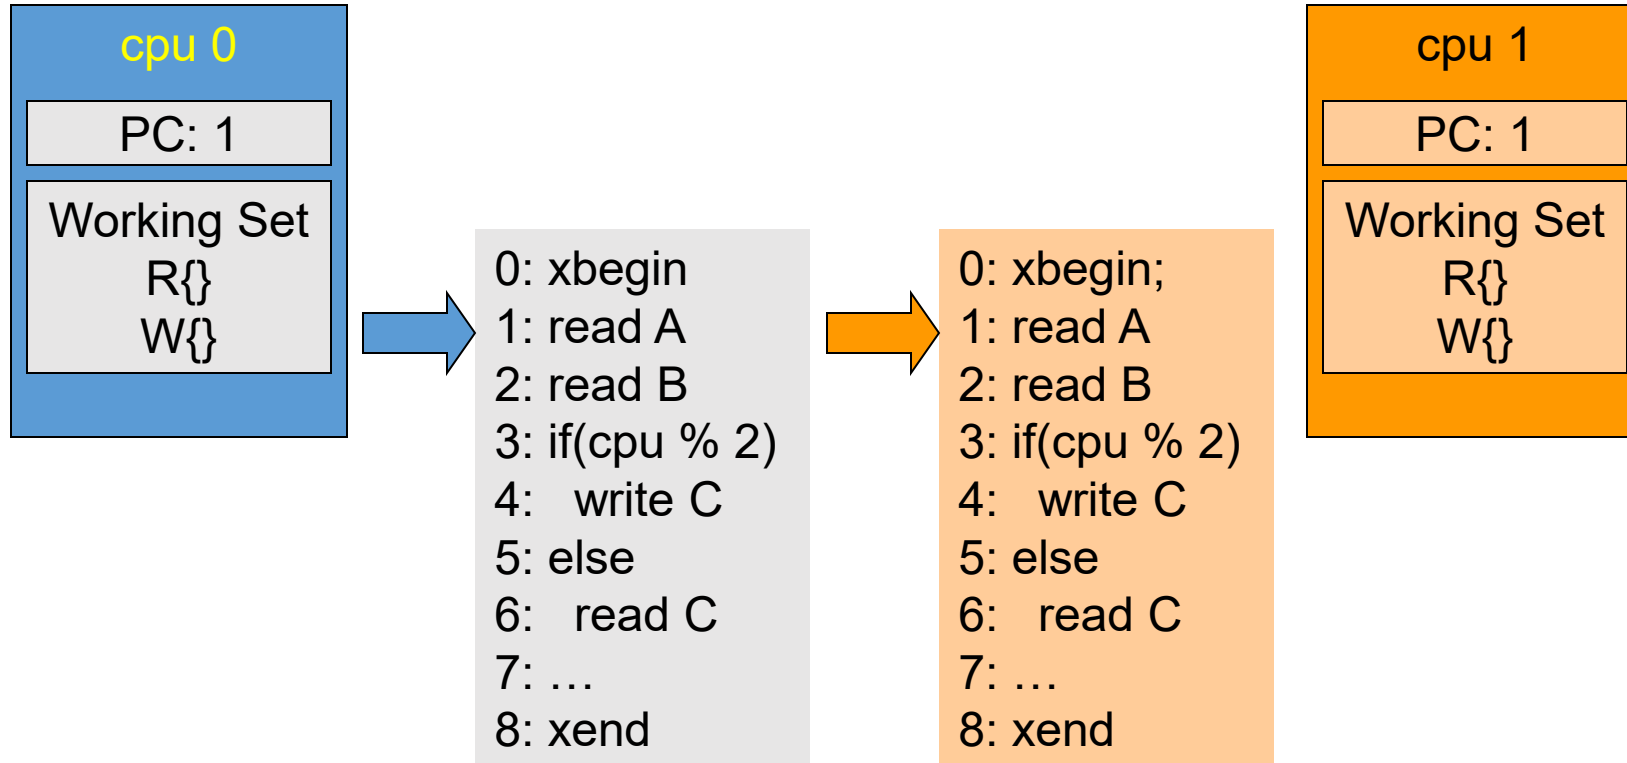 cpu 0
PC: 1
Working Set
R{}
W{}
0: xbegin
1: read A
2: read B
3: if(cpu % 2)
4:   write C
5: else
6:   read C
7: …
8: xend
0: xbegin;
1: read A
2: read B
3: if(cpu % 2)
4:   write C
5: else
6:   read C
7: …
8: xend
cpu 1
PC: 1
Working Set
R{}
W{}